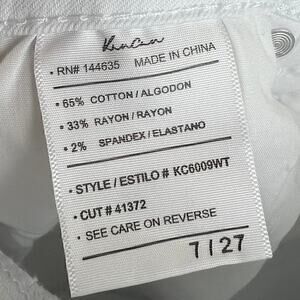 KanCan
• RN# 144635 MADE IN CHINA
• 65% COTTON / ALGODON
• 33% RAYON / RAYON
• 2% SPANDEX / ELASTANO
• STYLE / ESTILO # KC6009WT
• CUT # 41372
• SEE CARE ON REVERSE
7 / 27